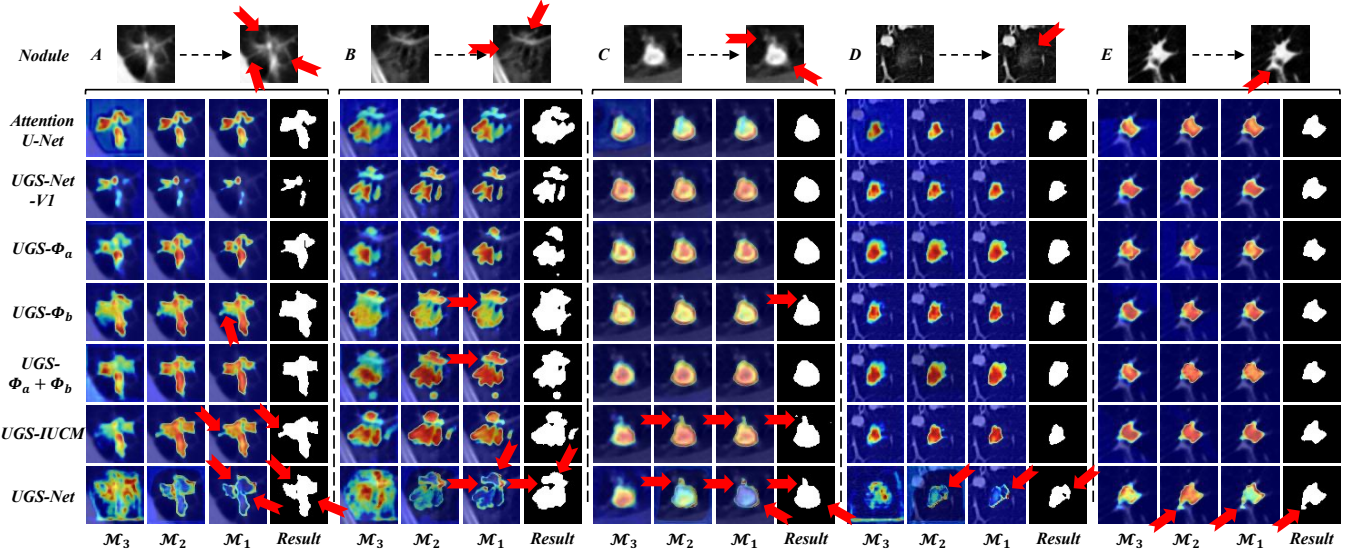 Nodule A B C D E
Attention
U-Net
UGS-Net
-V1
UGS-Φa
UGS-Φb
UGS-
Φa + Φb
UGS-IUCM
UGS-Net
ℳ3 ℳ2 ℳ1 Result ℳ3 ℳ2 ℳ1 Result ℳ3 ℳ2 ℳ1 Result ℳ3 ℳ2 ℳ1 Result ℳ3 ℳ2 ℳ1 Result